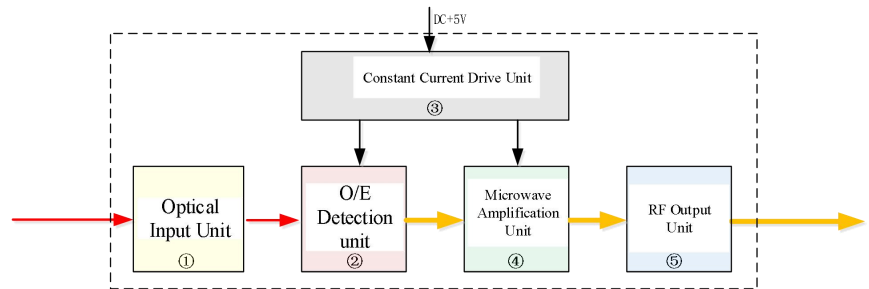 DC+5V
Constant Current Drive Unit
③
Optical
Input Unit
①
O/E
Detection
unit
②
Microwave
Amplification
Unit
④
RF Output
Unit
⑤